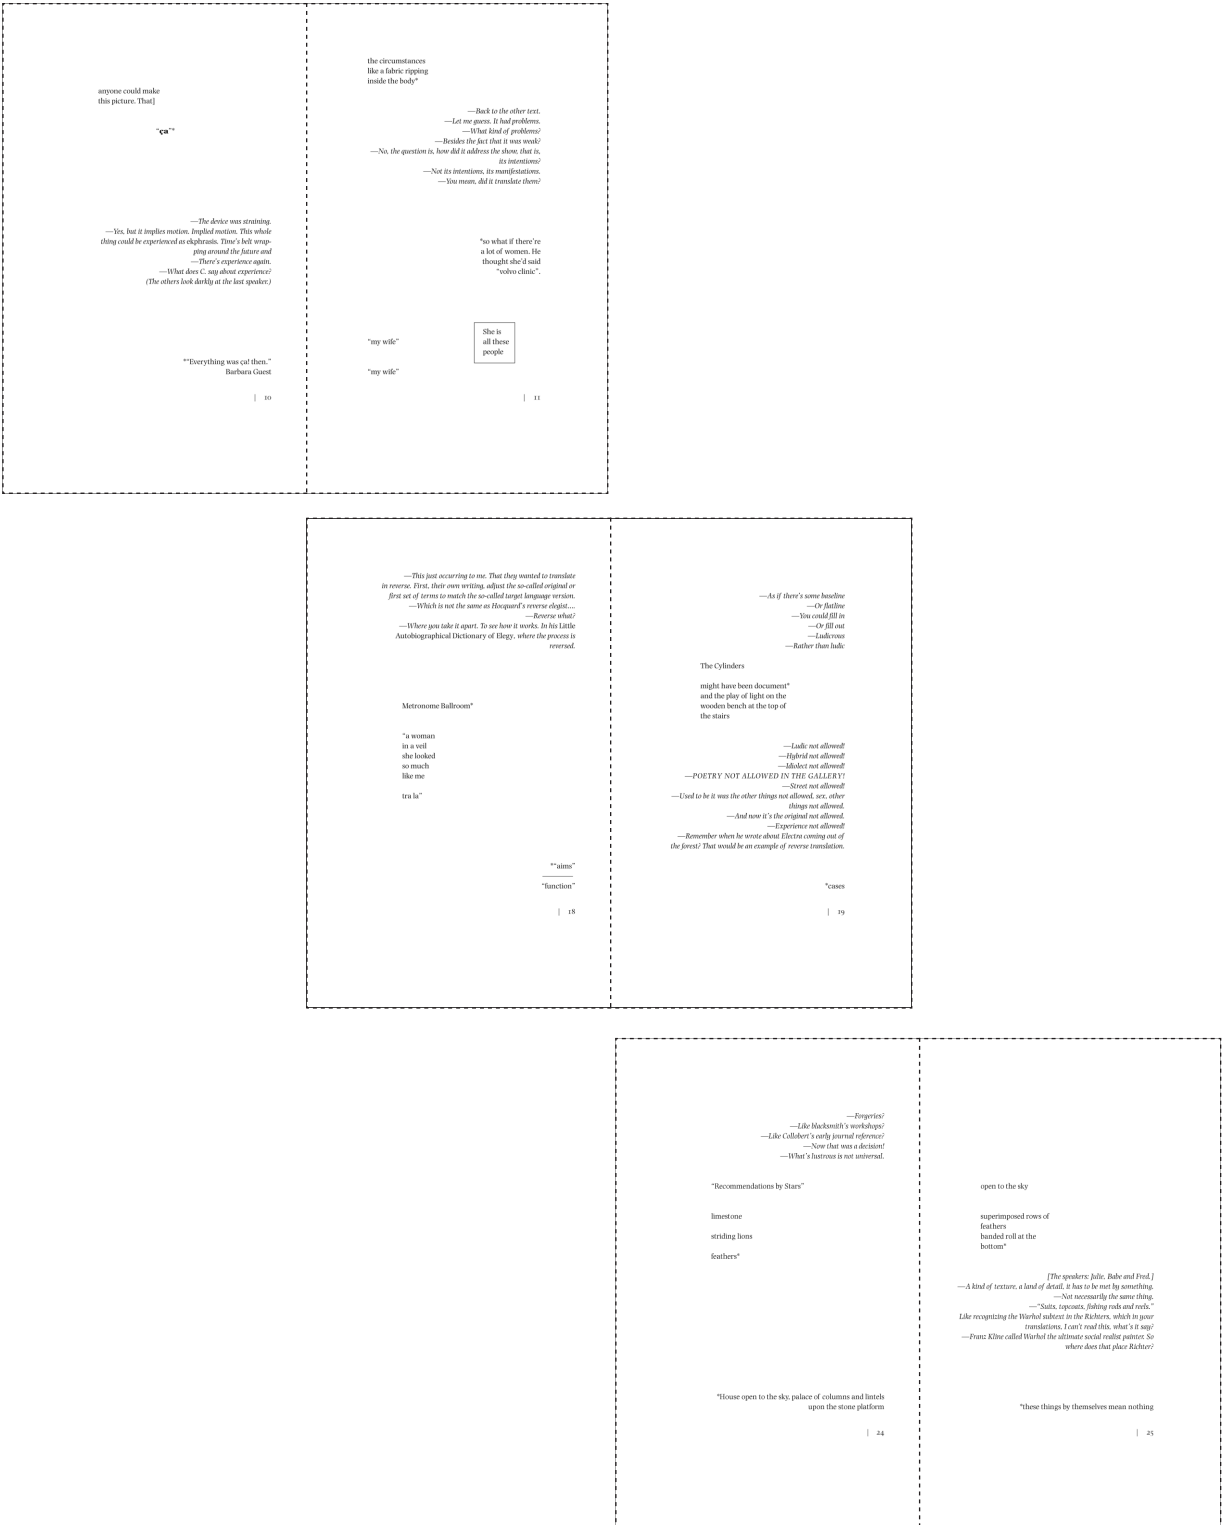 anyone could make
this picture. That]
“ça”*
—The device was straining.
—Yes, but it implies motion. Implied motion. This whole
thing could be experienced as ekphrasis. Time’s belt wrap-
ping around the future and
—There’s experience again.
—What does C. say about experience?
(The others look darkly at the last speaker.)
*“Everything was ça! then.”
Barbara Guest
| 10
the circumstances
like a fabric ripping
inside the body*
—Back to the other text.
—Let me guess. It had problems.
—What kind of problems?
—Besides the fact that it was weak?
—No, the question is, how did it address the show, that is,
its intentions?
—Not its intentions, its manifestations.
—You mean, did it translate them?
*so what if there’re
a lot of women. He
thought she’d said
“volvo clinic”.
She is
all these
people
“my wife”
“my wife”
| 11
—This just occurring to me. That they wanted to translate
in reverse. First, their own writing, adjust the so-called original or
first set of terms to match the so-called target language version.
—Which is not the same as Hocquard’s reverse elegist....
—Reverse what?
—Where you take it apart. To see how it works. In his Little
Autobiographical Dictionary of Elegy, where the process is
reversed.
Metronome Ballroom*
“a woman
in a veil
she looked
so much
like me
tra la”
*“aims”
“function”
| 18
—As if there’s some baseline
—Or flatline
—You could fill in
—Or fill out
—Ludicrous
—Rather than ludic
The Cylinders
might have been document*
and the play of light on the
wooden bench at the top of
the stairs
—Ludic not allowed!
—Hybrid not allowed!
—Idiolect not allowed!
—POETRY NOT ALLOWED IN THE GALLERY!
—Street not allowed!
—Used to be it was the other things not allowed, sex, other
things not allowed.
—And now it’s the original not allowed.
—Experience not allowed!
—Remember when he wrote about Electra coming out of
the forest? That would be an example of reverse translation.
*cases
| 19
—Forgeries?
—Like blacksmith’s workshops?
—Like Collobert’s early journal reference?
—Now that was a decision!
—What’s lustrous is not universal.
“Recommendations by Stars”
limestone
striding lions
feathers*
*House open to the sky, palace of columns and lintels
upon the stone platform
| 24
open to the sky
superimposed rows of
feathers
banded roll at the
bottom*
[The speakers: Julie, Babe and Fred.]
—A kind of texture, a land of detail, it has to be met by something.
—Not necessarily the same thing.
—“Suits, topcoats, fishing rods and reels.”
Like recognizing the Warhol subtext in the Richters, which in your
translations, I can’t read this, what’s it say?
—Franz Kline called Warhol the ultimate social realist painter. So
where does that place Richter?
*these things by themselves mean nothing
| 25